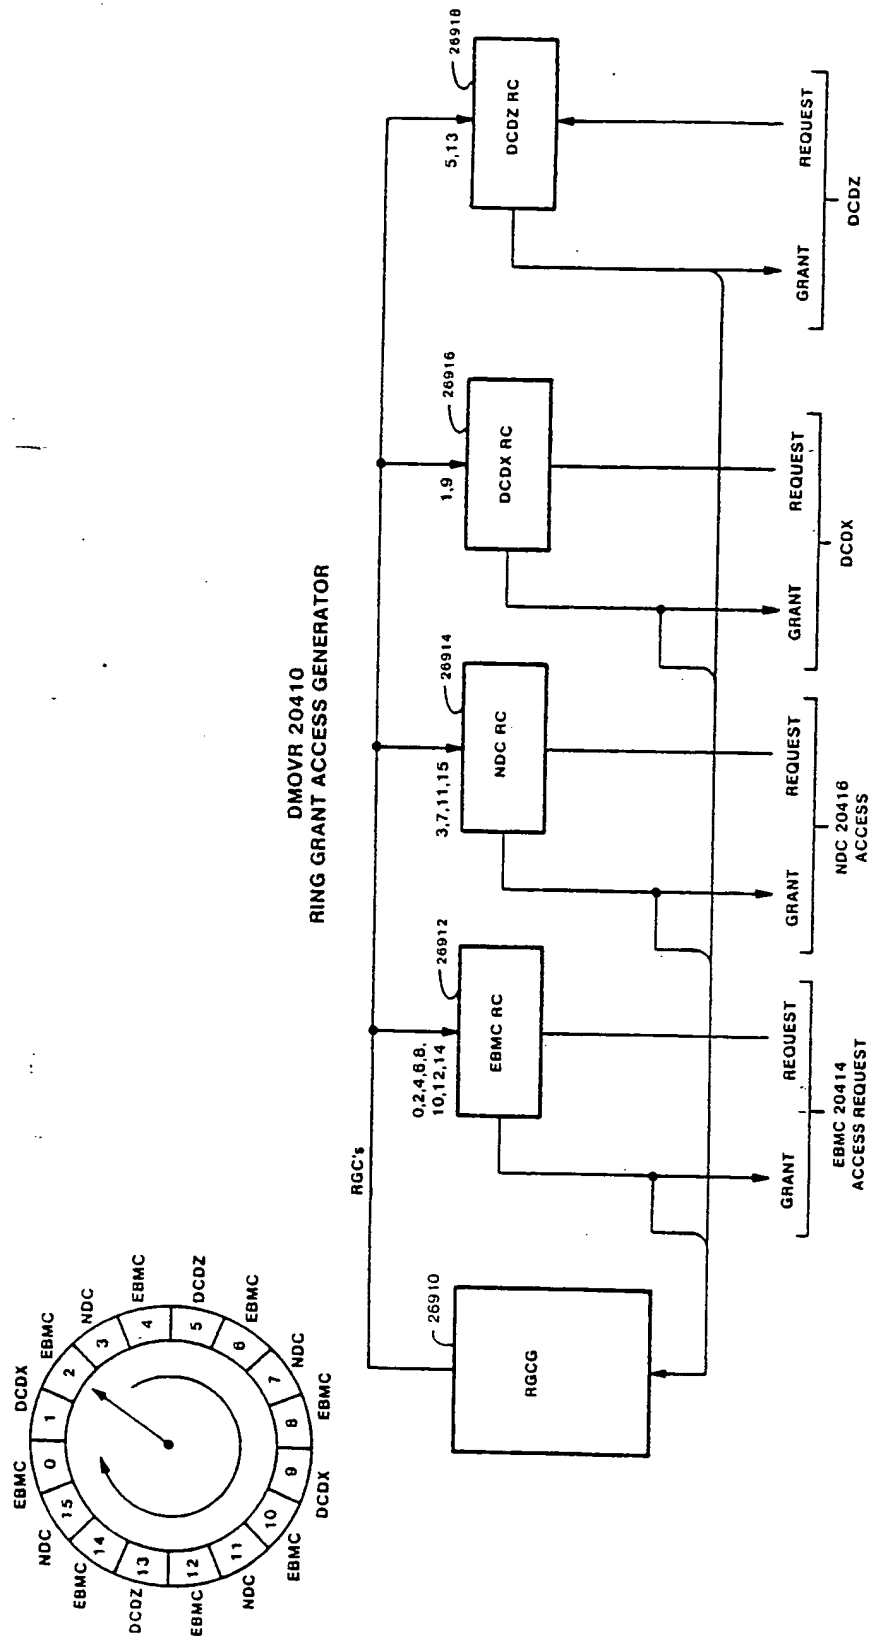 DMOVR 20410
RING GRANT ACCESS GENERATOR
EBMC
0
DCDX
1
EBMC
2
NDC
3
EBMC
4
DCDZ
5
EBMC
6
NDC
7
EBMC
8
DCDX
9
EBMC
10
NDC
11
EBMC
12
DCDZ
13
EBMC
14
NDC
15
RGC's
RGCG
26910
0,2,4,6,8,
10,12,14
EBMC RC
26912
3,7,11,15
NDC RC
26914
1,9
DCDX RC
26916
5,13
DCDZ RC
26918
GRANT
REQUEST
EBMC 20414
ACCESS REQUEST
GRANT
REQUEST
NDC 20416
ACCESS
GRANT
REQUEST
DCDX
GRANT
REQUEST
DCDZ